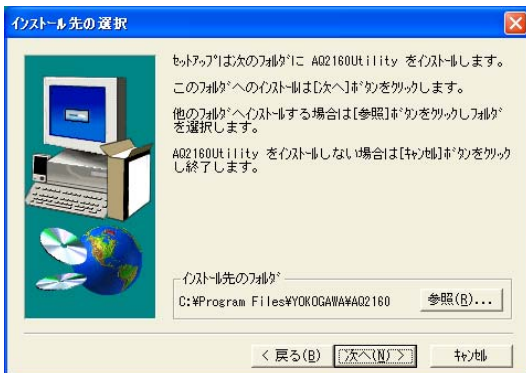 インストール先の選択
ｾｯﾄｱｯﾌﾟは次のﾌｫﾙﾀﾞに AQ2160Utility をｲﾝｽﾄｰﾙします。
このﾌｫﾙﾀﾞへのｲﾝｽﾄｰﾙは[次へ]ﾎﾞﾀﾝをｸﾘｯｸします。
他のﾌｫﾙﾀﾞへｲﾝｽﾄｰﾙする場合は[参照]ﾎﾞﾀﾝをｸﾘｯｸしﾌｫﾙﾀﾞ
を選択します。
AQ2160Utility をｲﾝｽﾄｰﾙしない場合は[ｷｬﾝｾﾙ]ﾎﾞﾀﾝをｸﾘｯｸ
し終了します。
ｲﾝｽﾄｰﾙ先のﾌｫﾙﾀﾞ
C:¥Program Files¥YOKOGAWA¥AQ2160
参照(R)...
< 戻る(B)
次へ(N) >
ｷｬﾝｾﾙ